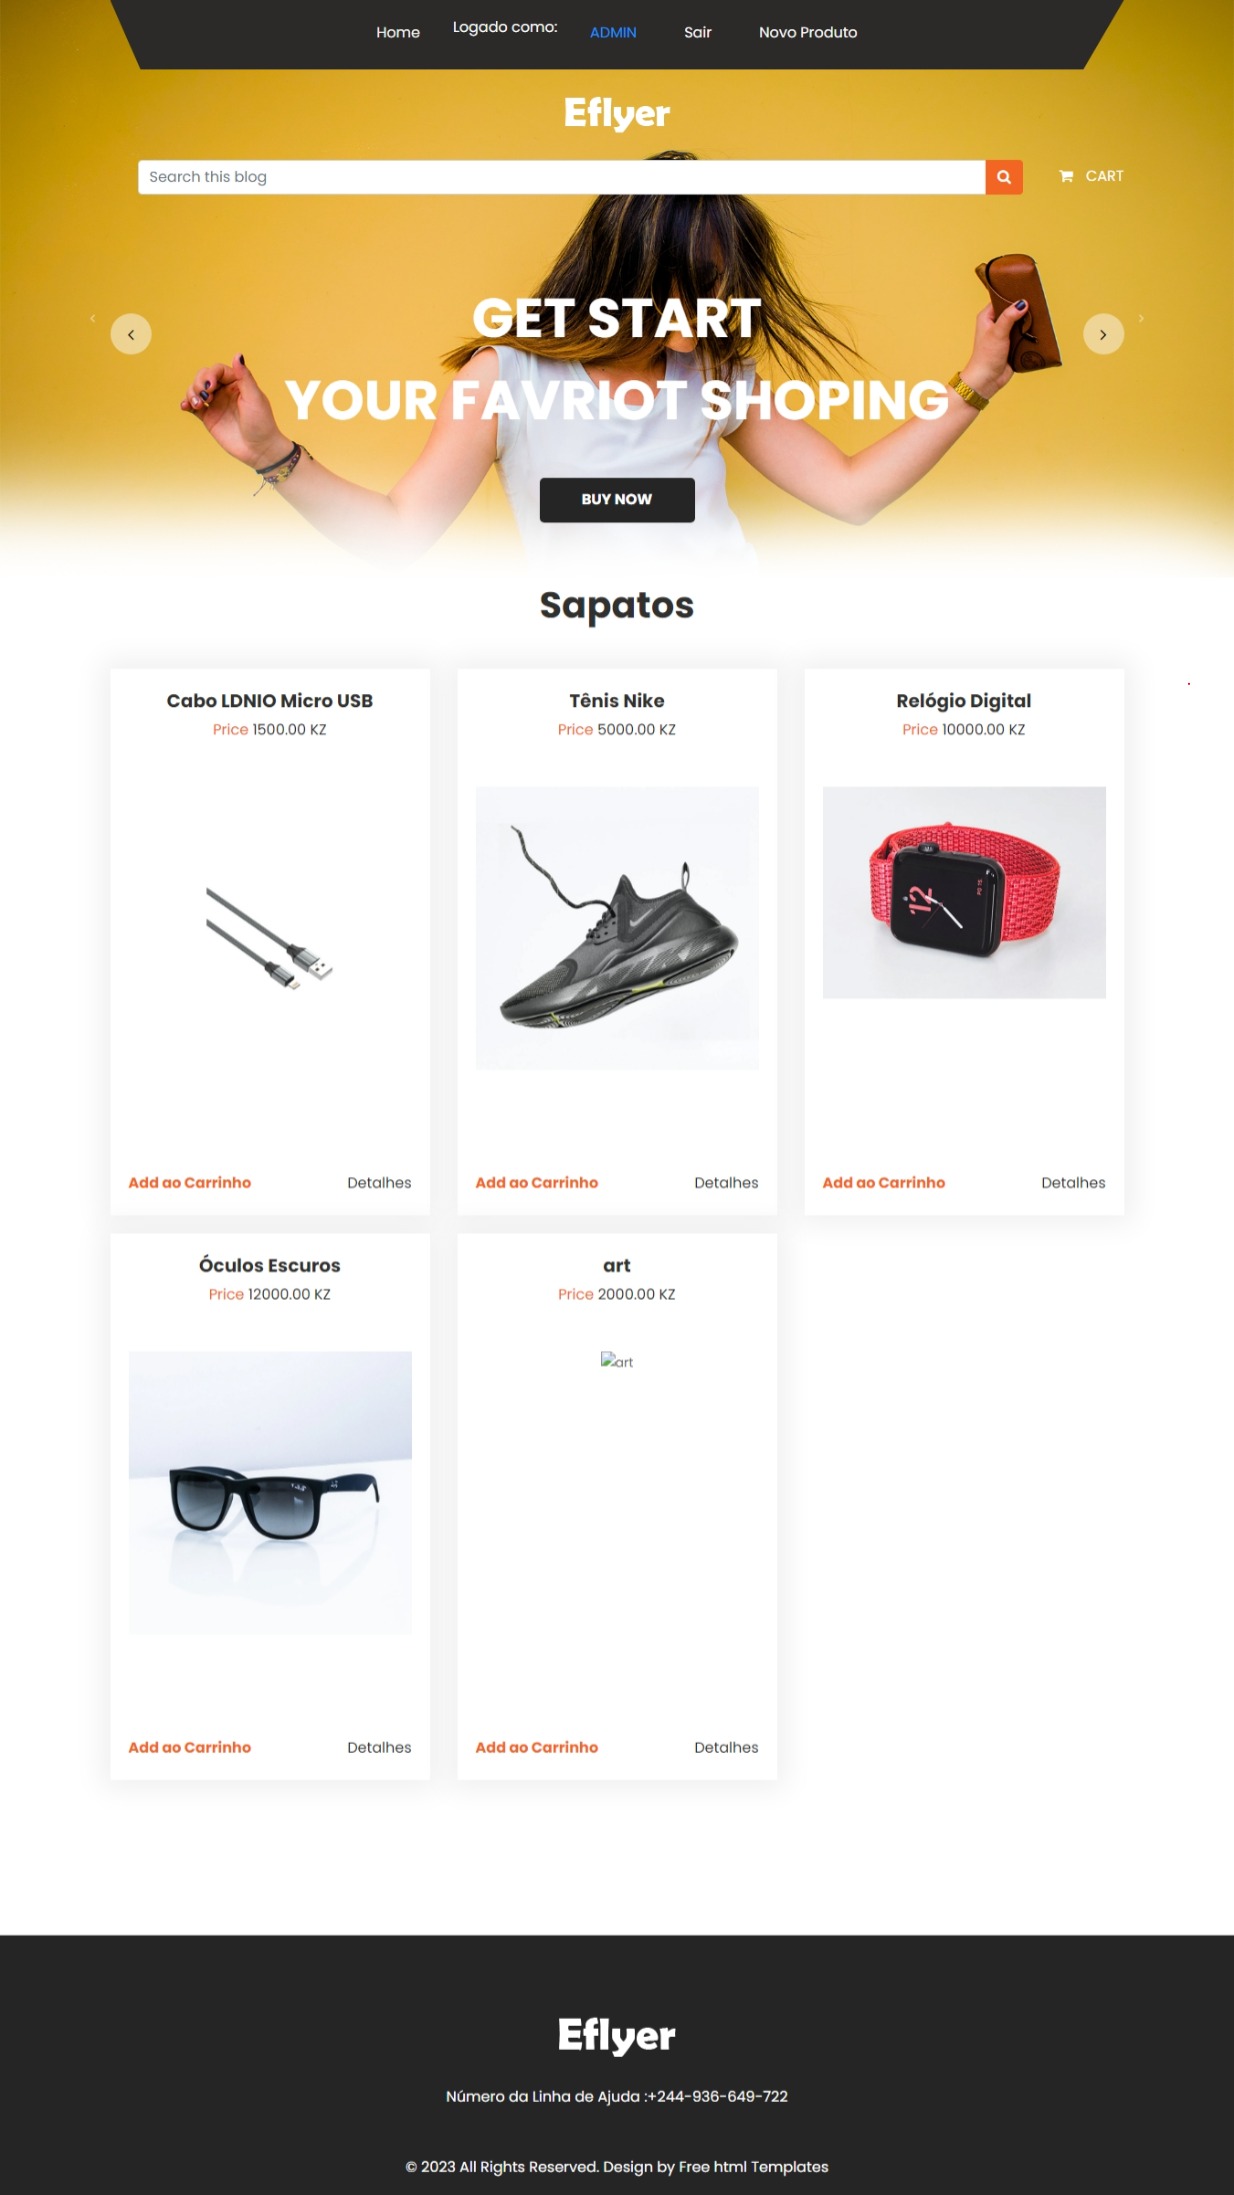 Home Logado como: ADMIN Sair Novo Produto
Eflyer
Search this blog
CART
GET START
YOUR FAVRIOT SHOPING
BUY NOW
Sapatos
Cabo LDNIO Micro USB
Price 1500.00 KZ
Add ao Carrinho Detalhes
Tênis Nike
Price 5000.00 KZ
Add ao Carrinho Detalhes
Relógio Digital
Price 10000.00 KZ
12
Add ao Carrinho Detalhes
Óculos Escuros
Price 12000.00 KZ
Add ao Carrinho Detalhes
art
Price 2000.00 KZ
art
Add ao Carrinho Detalhes
Eflyer
Número da Linha de Ajuda :+244-936-649-722
© 2023 All Rights Reserved. Design by Free html Templates